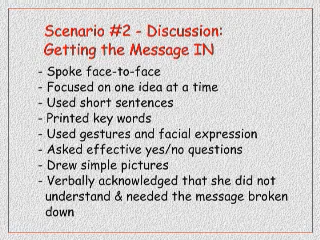 Scenario #2 - Discussion:
Getting the Message IN
- Spoke face-to-face
- Focused on one idea at a time
- Used short sentences
- Printed key words
- Used gestures and facial expression
- Asked effective yes/no questions
- Drew simple pictures
- Verbally acknowledged that she did not
understand & needed the message broken
down